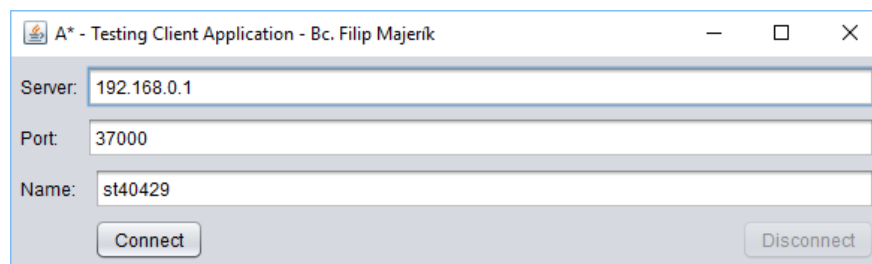 A* - Testing Client Application - Bc. Filip Majerík
Server: 192.168.0.1
Port: 37000
Name: st40429
Connect Disconnect